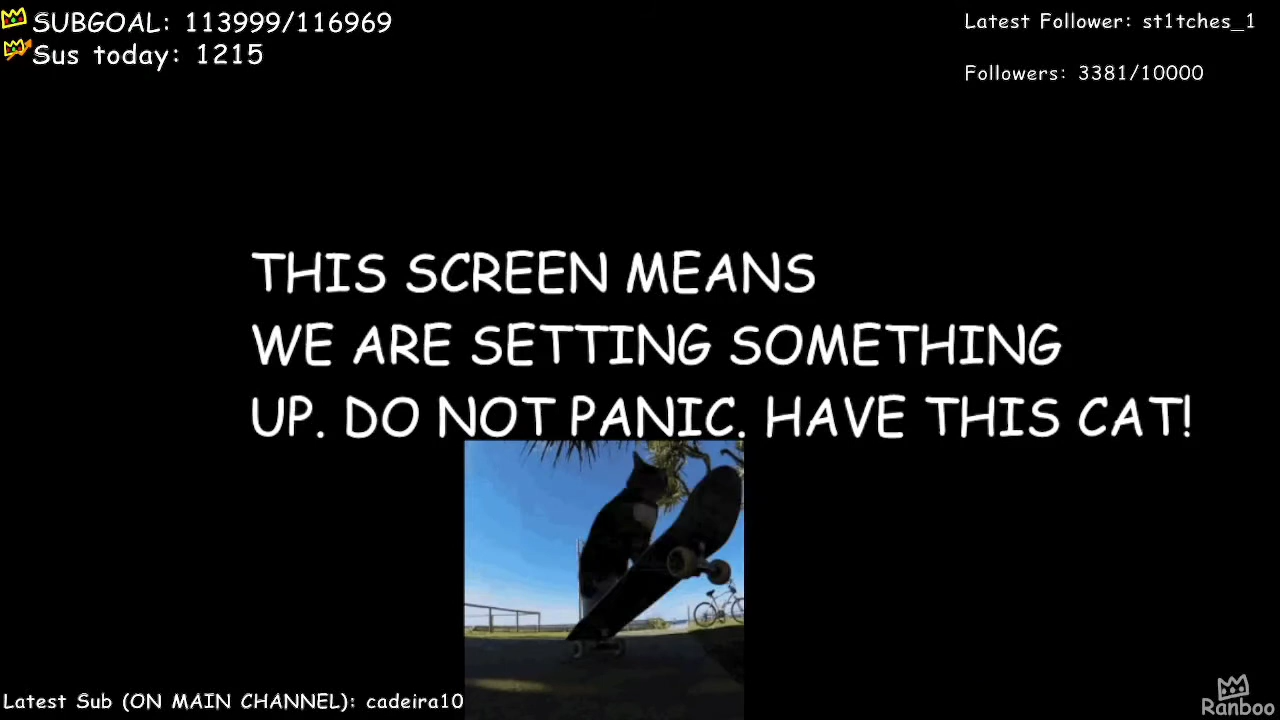 SUBGOAL: 113999/116969
Sus today: 1215
Latest Follower: st1tches_1
Followers: 3381/10000
THIS SCREEN MEANS
WE ARE SETTING SOMETHING
UP. DO NOT PANIC. HAVE THIS CAT!
Latest Sub (ON MAIN CHANNEL): cadeira10
Ranboo